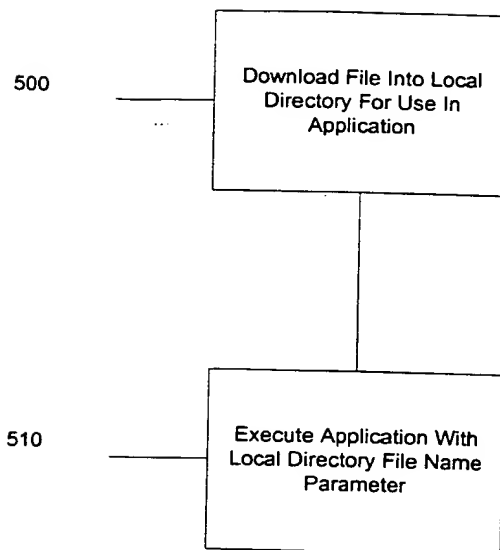 500
Download File Into Local
Directory For Use In
Application
510
Execute Application With
Local Directory File Name
Parameter